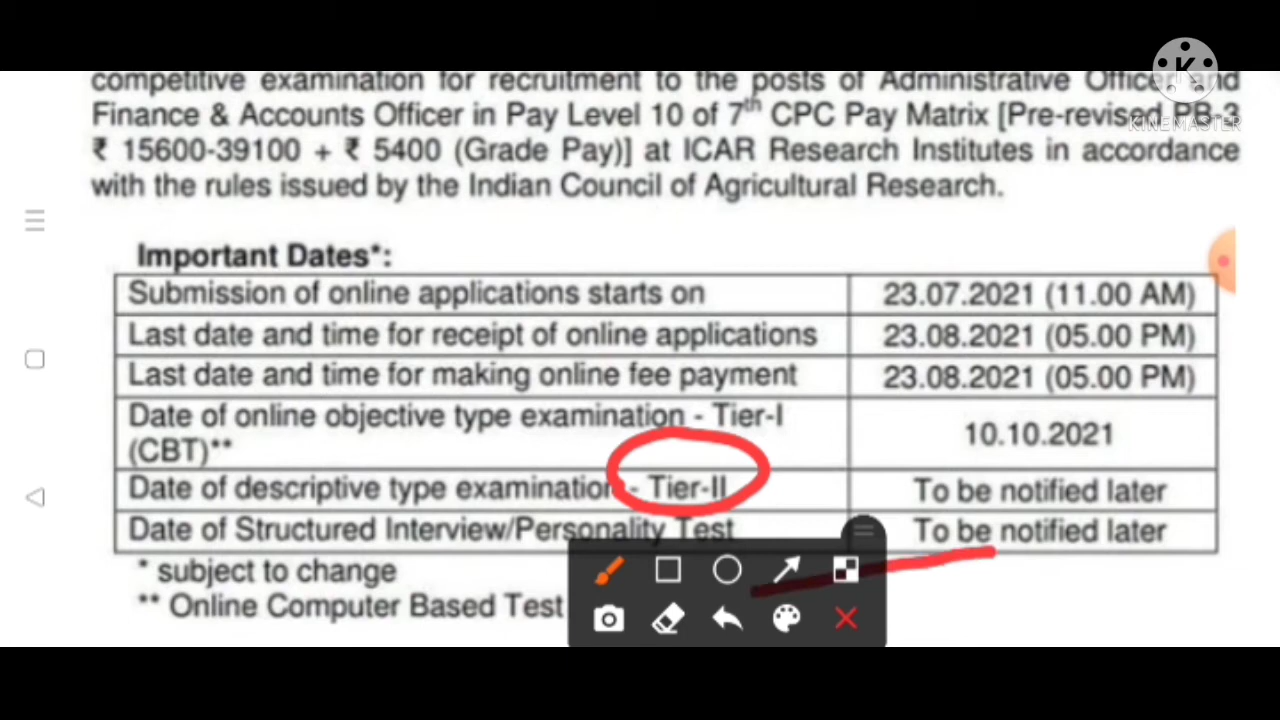 competitive examination for recruitment to the posts of Administrative Officer and
KINEMASTER
Finance & Accounts Officer in Pay Level 10 of 7th CPC Pay Matrix [Pre-revised PB-3
₹ 15600-39100 + ₹ 5400 (Grade Pay)] at ICAR Research Institutes in accordance
with the rules issued by the Indian Council of Agricultural Research.
Important Dates*:
Submission of online applications starts on 23.07.2021 (11.00 AM)
Last date and time for receipt of online applications 23.08.2021 (05.00 PM)
Last date and time for making online fee payment 23.08.2021 (05.00 PM)
Date of online objective type examination - Tier-I
(CBT)** 10.10.2021
Date of descriptive type examination - Tier-II To be notified later
Date of Structured Interview/Personality Test To be notified later
* subject to change
** Online Computer Based Test